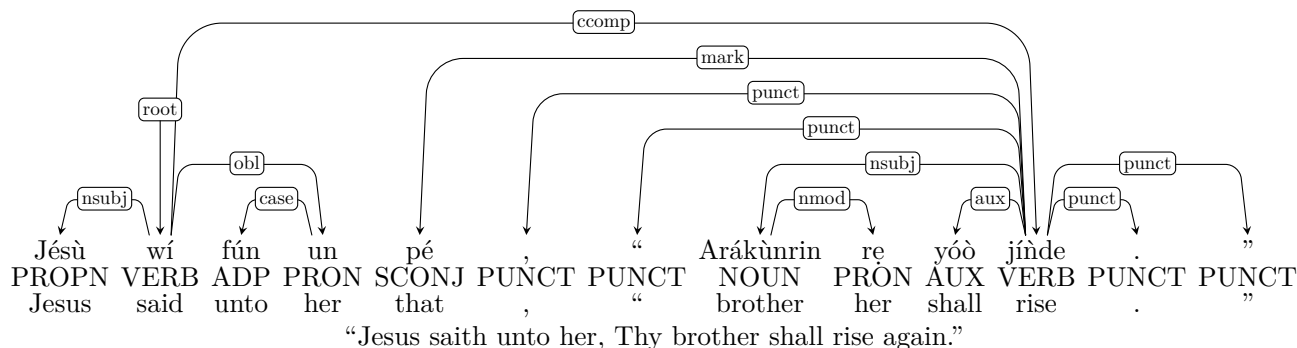 ccomp
mark
punct
root
punct
obl nsubj punct
nsubj case nmod aux punct
Jésù wí fún un pé , “ Arákùnrin rẹ yóò jíǹde . ”
PROPN VERB ADP PRON SCONJ PUNCT PUNCT NOUN PRON AUX VERB PUNCT PUNCT
Jesus said unto her that , “ brother her shall rise . ”
“Jesus saith unto her, Thy brother shall rise again.”